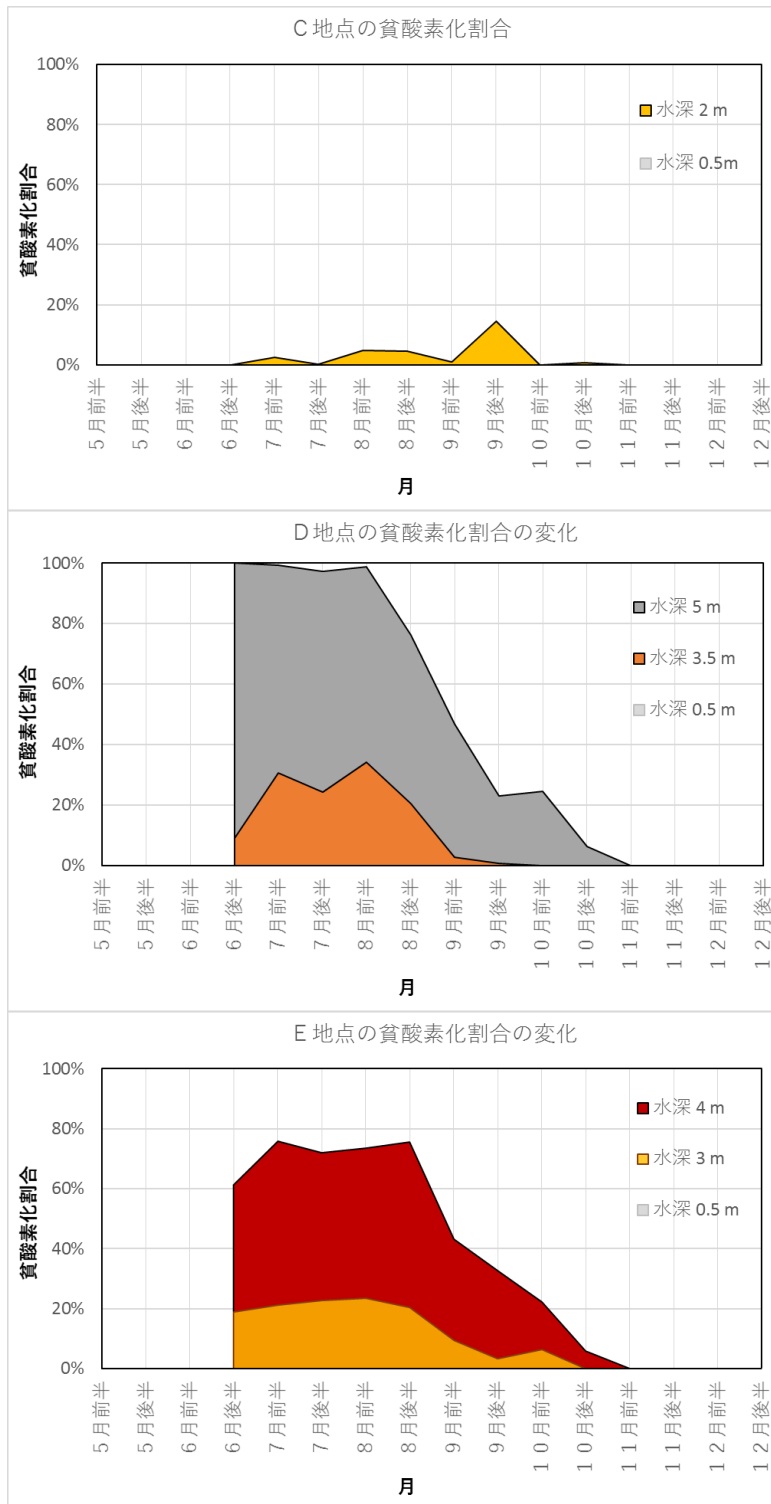 C地点の貧酸素化割合
100%
80%
60%
40%
20%
0%
貧酸素化割合
水深 2 m
水深 0.5m
5月前半
5月後半
6月前半
6月後半
7月前半
7月後半
8月前半
8月後半
9月前半
9月後半
10月前半
10月後半
11月前半
11月後半
12月前半
12月後半
月
D地点の貧酸素化割合の変化
100%
80%
60%
40%
20%
0%
貧酸素化割合
水深 5 m
水深 3.5 m
水深 0.5 m
5月前半
5月後半
6月前半
6月後半
7月前半
7月後半
8月前半
8月後半
9月前半
9月後半
10月前半
10月後半
11月前半
11月後半
12月前半
12月後半
月
E地点の貧酸素化割合の変化
100%
80%
60%
40%
20%
0%
貧酸素化割合
水深 4 m
水深 3 m
水深 0.5 m
5月前半
5月後半
6月前半
6月後半
7月前半
7月後半
8月前半
8月後半
9月前半
9月後半
10月前半
10月後半
11月前半
11月後半
12月前半
12月後半
月